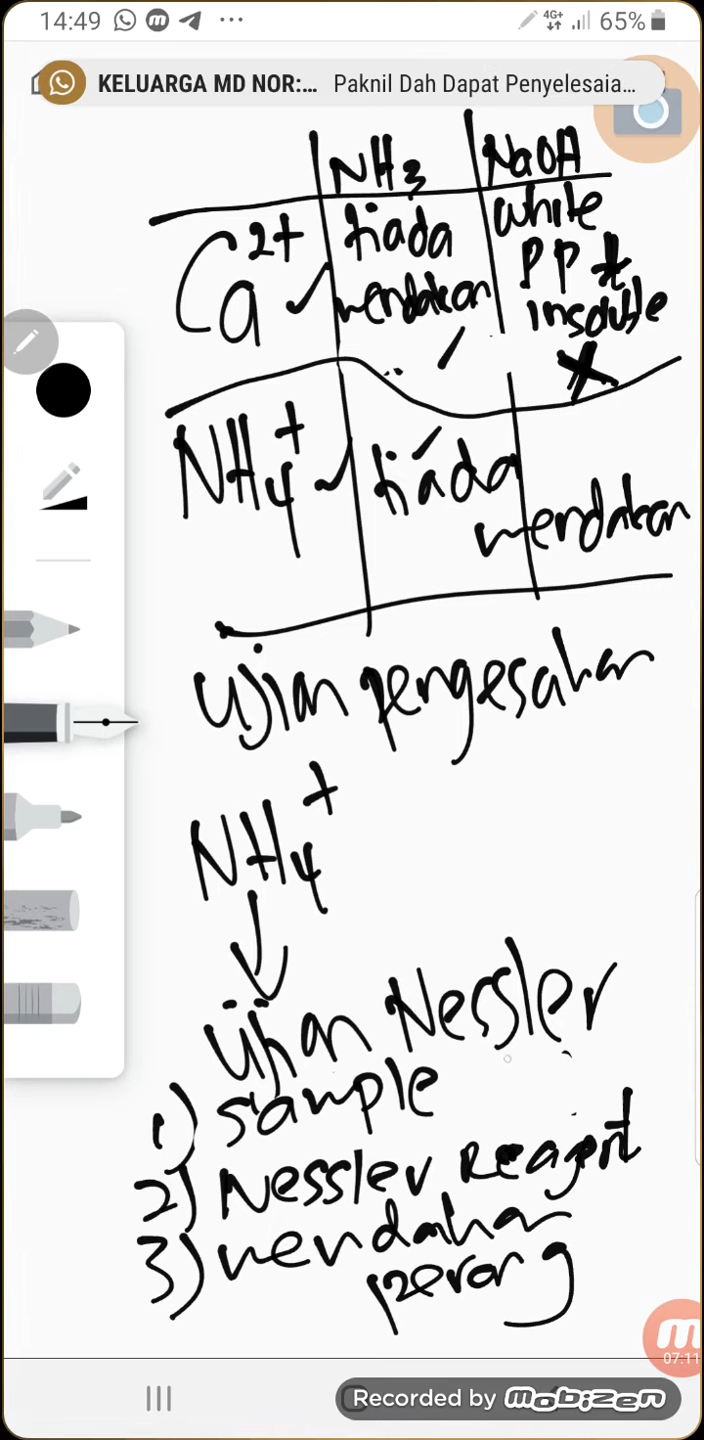 14:49 4G+ 65%
KELUARGA MD NOR:... Paknil Dah Dapat Penyelesaia...
NH3 NaOH
Ca2+ tiada mendakan white PP & insoluble
NH4+ tiada mendakan
Ujian pengesahan
NH4+
Ujian Nessler
1) sample
2) Nessler Reagent
3) mendakan
perang
07:11
Recorded by mobizen